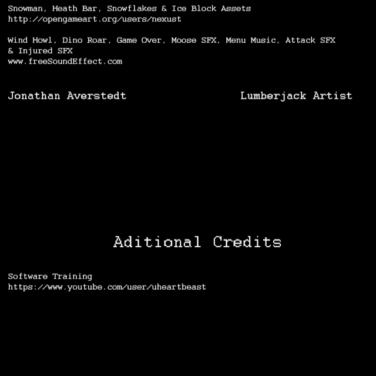 Snowman, Heath Bar, Snowflakes & Ice Block Assets
http://opengameart.org/users/nexust
Wind Howl, Dino Roar, Game Over, Moose SFX, Menu Music, Attack SFX
& Injured SFX
www.freeSoundEffect.com
Jonathan Averstedt Lumberjack Artist
Aditional Credits
Software Training
https://www.youtube.com/user/uheartbeast